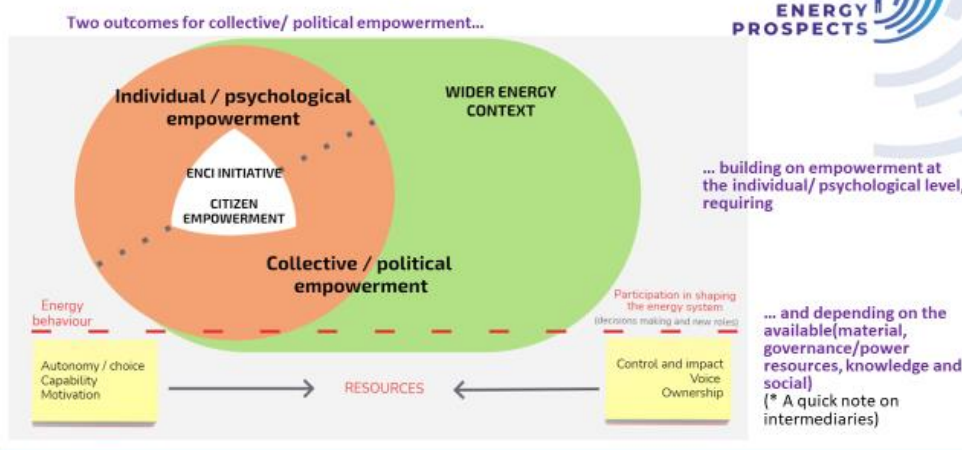 Two outcomes for collective/ political empowerment...
ENERGY
PROSPECTS
Individual / psychological
empowerment
WIDER ENERGY
CONTEXT
ENCI INITIATIVE
CITIZEN
EMPOWERMENT
... building on empowerment at
the individual/ psychological level,
requiring
Collective / political
empowerment
Energy
behaviour
Participation in shaping
the energy system
(decisions making and new roles)
... and depending on the
available(material,
governance/power
resources, knowledge and
social)
(* A quick note on
intermediaries)
Autonomy / choice
Capability
Motivation
RESOURCES
Control and impact
Voice
Ownership